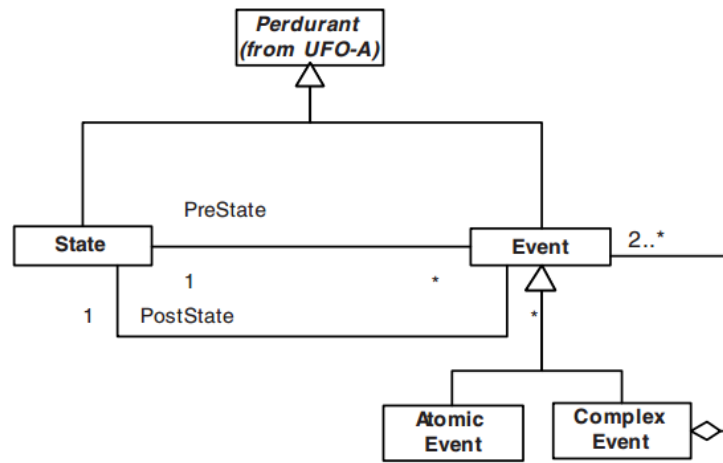 Perdurant
(from UFO-A)
PreState
State
Event
2..*
1
*
1
PostState
*
Atomic
Event
Complex
Event